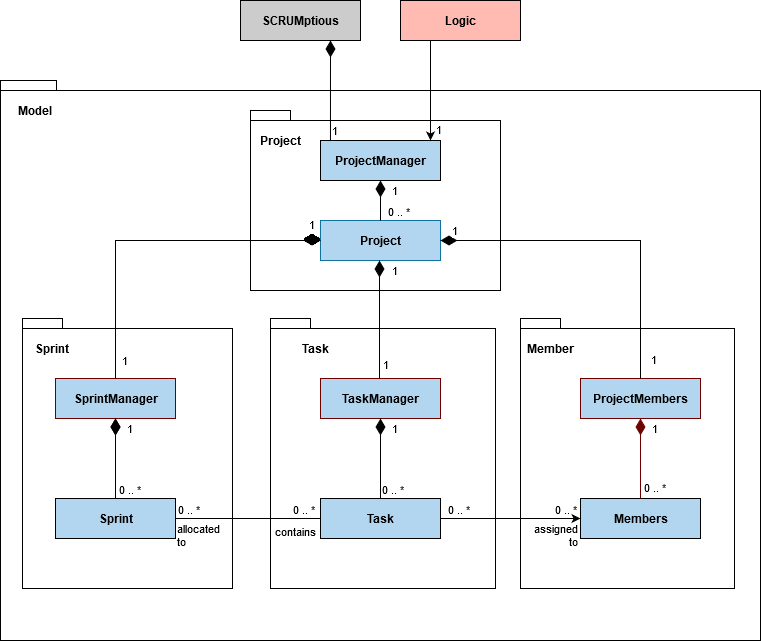 SCRUMptious
Logic
Model
1
1
Project
ProjectManager
1
0 .. *
1
Project
1
1
Sprint
Task
Member
1
1
1
SprintManager
TaskManager
ProjectMembers
1
1
1
0 .. *
0 .. *
0 .. *
Sprint
0 .. *
0 .. *
Task
0 .. *
0 .. *
Members
allocated
to
contains
assigned
to